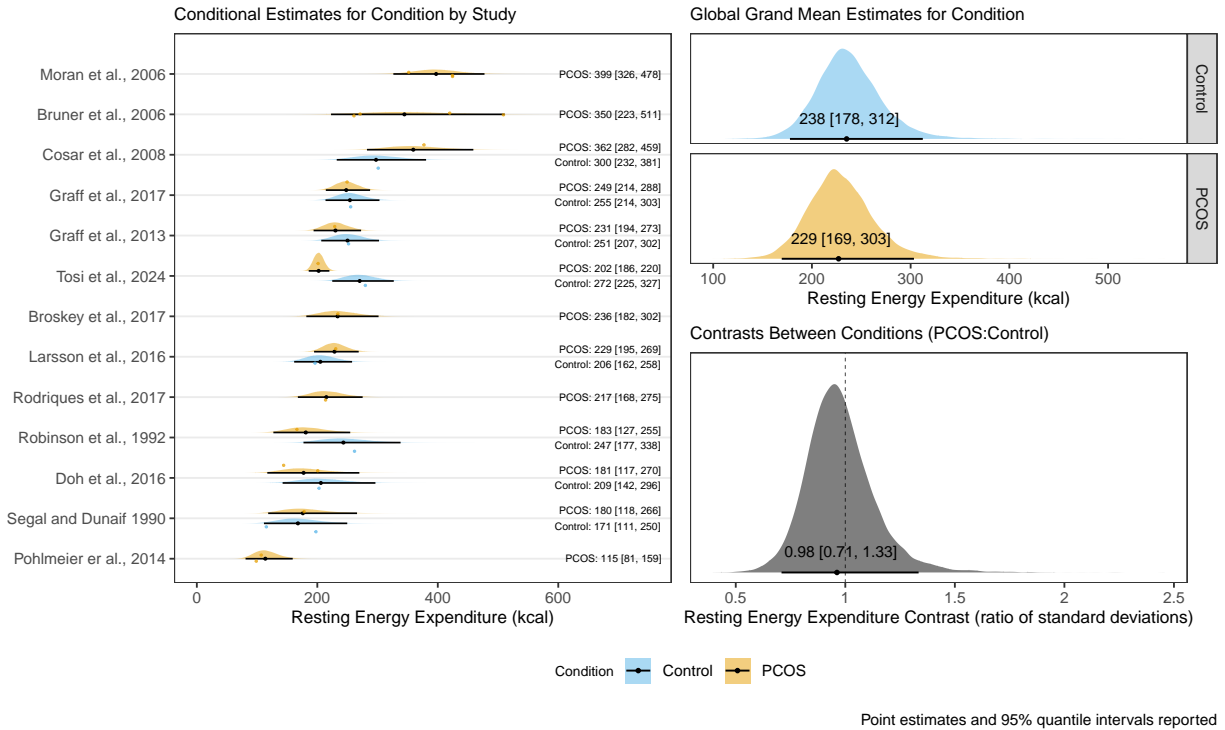 Conditional Estimates for Condition by Study
Moran et al., 2006
PCOS: 399 [326, 478]
Bruner et al., 2006
PCOS: 350 [223, 511]
Cosar et al., 2008
PCOS: 362 [282, 459]
Control: 300 [232, 381]
Graff et al., 2017
PCOS: 249 [214, 288]
Control: 255 [214, 303]
Graff et al., 2013
PCOS: 231 [194, 273]
Control: 251 [207, 302]
Tosi et al., 2024
PCOS: 202 [186, 220]
Control: 272 [225, 327]
Broskey et al., 2017
PCOS: 236 [182, 302]
Larsson et al., 2016
PCOS: 229 [195, 269]
Control: 206 [162, 258]
Rodriques et al., 2017
PCOS: 217 [168, 275]
Robinson et al., 1992
PCOS: 183 [127, 255]
Control: 247 [177, 338]
Doh et al., 2016
PCOS: 181 [117, 270]
Control: 209 [142, 296]
Segal and Dunaif 1990
PCOS: 180 [118, 266]
Control: 171 [111, 250]
Pohlmeier er al., 2014
PCOS: 115 [81, 159]
0 200 400 600
Resting Energy Expenditure (kcal)
Global Grand Mean Estimates for Condition
238 [178, 312]
Control
229 [169, 303]
PCOS
100 200 300 400 500
Resting Energy Expenditure (kcal)
Contrasts Between Conditions (PCOS:Control)
0.98 [0.71, 1.33]
0.5 1 1.5 2 2.5
Resting Energy Expenditure Contrast (ratio of standard deviations)
Condition Control PCOS
Point estimates and 95% quantile intervals reported